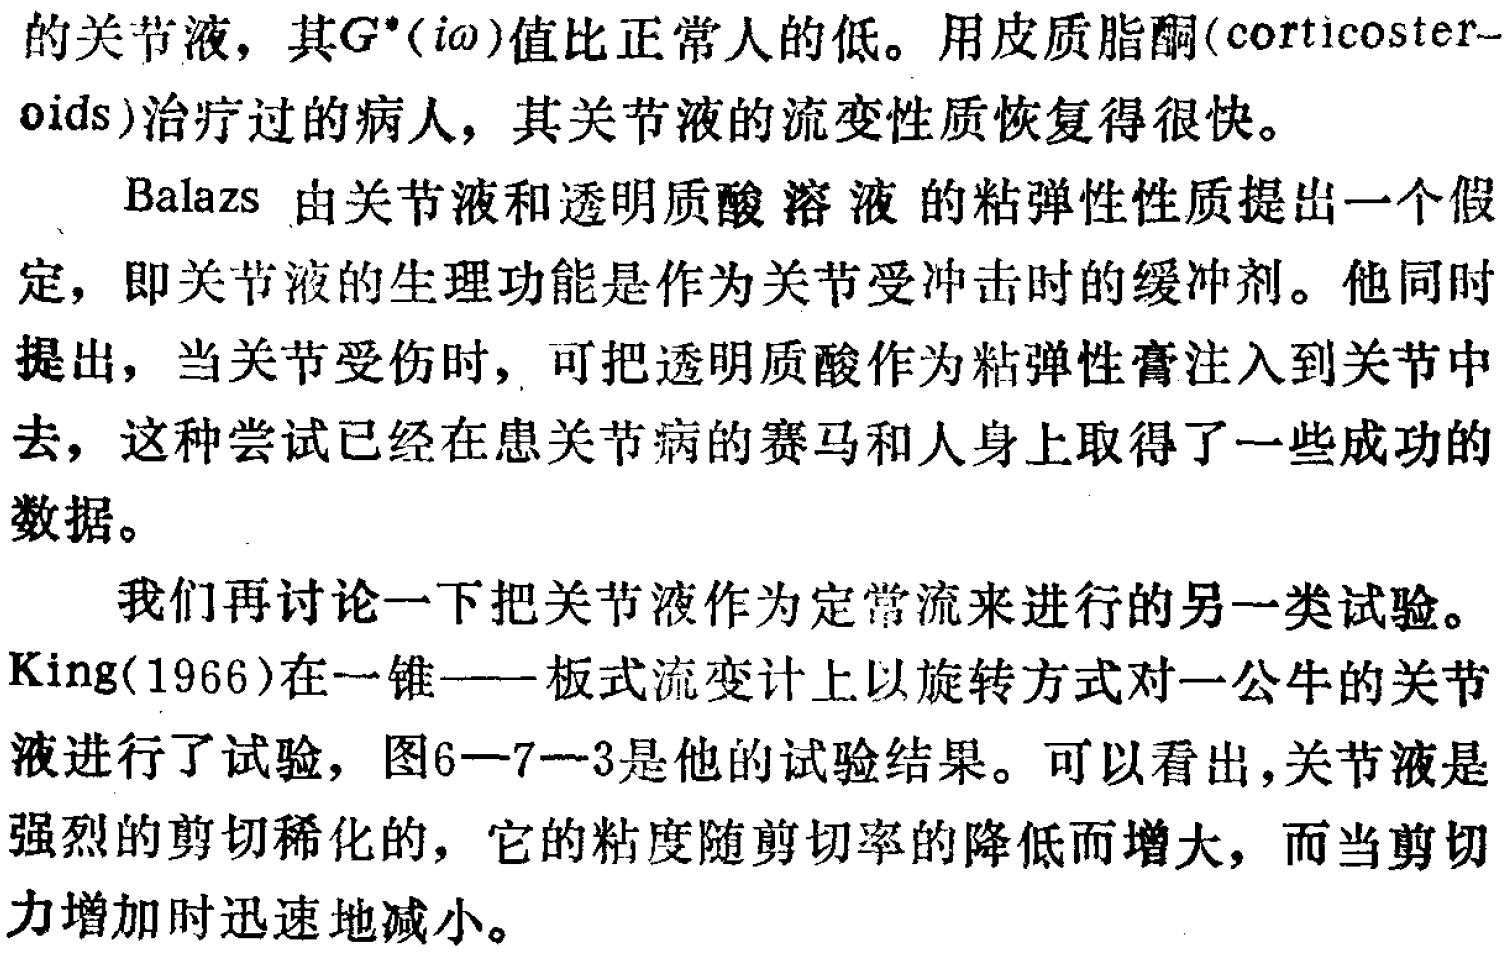 的关节液，其G*(iω)值比正常人的低。用皮质脂酮(corticoster-
oids)治疗过的病人，其关节液的流变性质恢复得很快。
Balazs 由关节液和透明质酸溶液的粘弹性性质提出一个假
定，即关节液的生理功能是作为关节受冲击时的缓冲剂。他同时
提出，当关节受伤时，可把透明质酸作为粘弹性膏注入到关节中
去，这种尝试已经在患关节病的赛马和人身上取得了一些成功的
数据。
我们再讨论一下把关节液作为定常流来进行的另一类试验。
King(1966)在一锥——板式流变计上以旋转方式对一公牛的关节
液进行了试验，图6—7—3是他的试验结果。可以看出,关节液是
强烈的剪切稀化的，它的粘度随剪切率的降低而增大，而当剪切
力增加时迅速地减小。